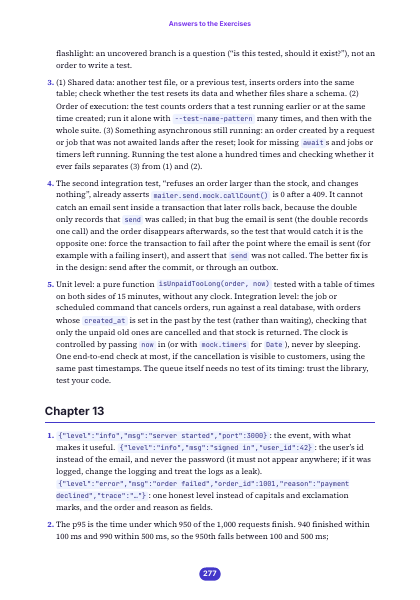 Answers to the Exercises
flashlight: an uncovered branch is a question (“is this tested, should it exist?”), not an
order to write a test.
3. (1) Shared data: another test file, or a previous test, inserts orders into the same
table; check whether the test resets its data and whether files share a schema. (2)
Order of execution: the test counts orders that a test running earlier or at the same
time created; run it alone with --test-name-pattern many times, and then with the
whole suite. (3) Something asynchronous still running: an order created by a request
or job that was not awaited lands after the reset; look for missing await s and jobs or
timers left running. Running the test alone a hundred times and checking whether it
ever fails separates (3) from (1) and (2).
4. The second integration test, “refuses an order larger than the stock, and changes
nothing”, already asserts mailer.send.mock.callCount() is 0 after a 409. It cannot
catch an email sent inside a transaction that later rolls back, because the double
only records that send was called; in that bug the email is sent (the double records
one call) and the order disappears afterwards, so the test that would catch it is the
opposite one: force the transaction to fail after the point where the email is sent (for
example with a failing insert), and assert that send was not called. The better fix is
in the design: send after the commit, or through an outbox.
5. Unit level: a pure function isUnpaidTooLong(order, now) tested with a table of times
on both sides of 15 minutes, without any clock. Integration level: the job or
scheduled command that cancels orders, run against a real database, with orders
whose created_at is set in the past by the test (rather than waiting), checking that
only the unpaid old ones are cancelled and that stock is returned. The clock is
controlled by passing now in (or with mock.timers for Date ), never by sleeping.
One end-to-end check at most, if the cancellation is visible to customers, using the
same past timestamps. The queue itself needs no test of its timing: trust the library,
test your code.
Chapter 13
1. {"level":"info","msg":"server started","port":3000} : the event, with what
makes it useful. {"level":"info","msg":"signed in","user_id":42} : the user's id
instead of the email, and never the password (it must not appear anywhere; if it was
logged, change the logging and treat the logs as a leak).
{"level":"error","msg":"order failed","order_id":1001,"reason":"payment
declined","trace":"…"} : one honest level instead of capitals and exclamation
marks, and the order and reason as fields.
2. The p95 is the time under which 950 of the 1,000 requests finish. 940 finished within
100 ms and 990 within 500 ms, so the 950th falls between 100 and 500 ms;
277